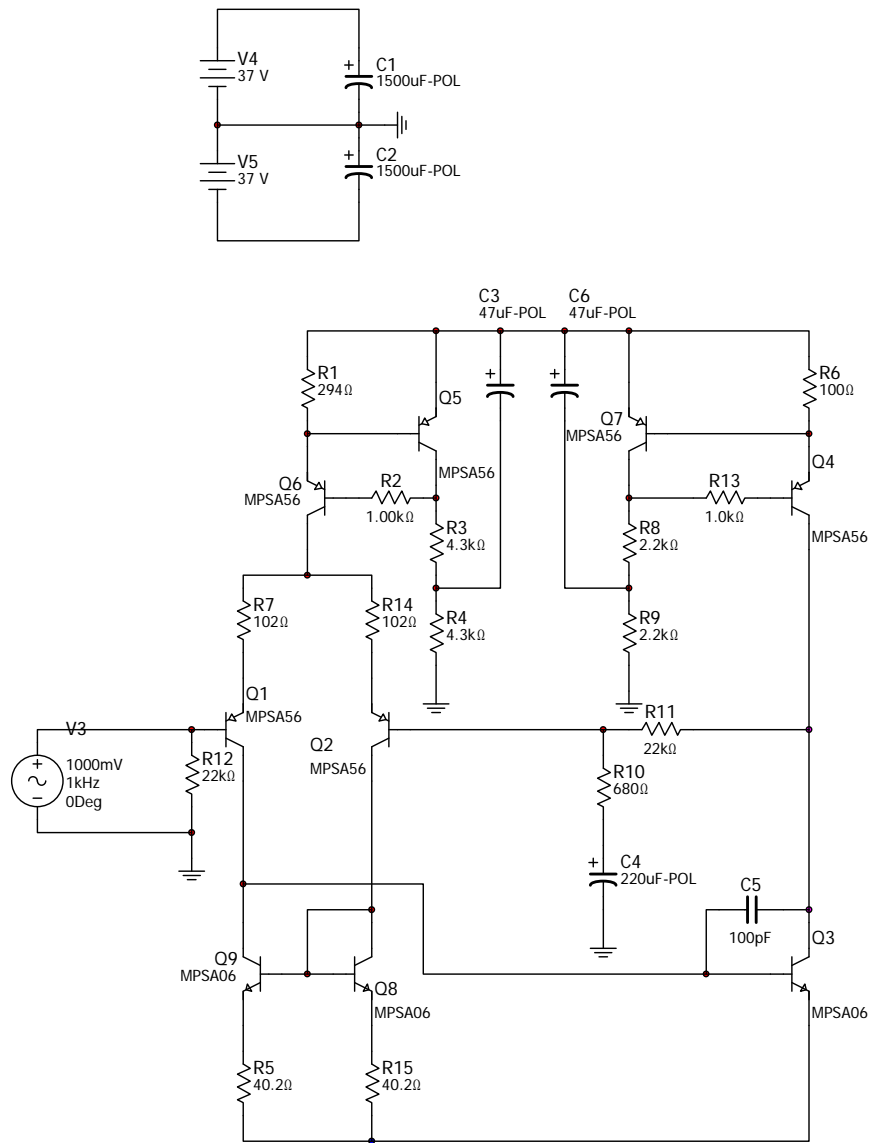 V4
37 V
C1
1500uF-POL
V5
37 V
C2
1500uF-POL
C3
47uF-POL
C6
47uF-POL
R1
294Ω
R6
100Ω
Q5
MPSA56
Q7
MPSA56
Q6
MPSA56
R2
1.00kΩ
R13
1.0kΩ
Q4
MPSA56
R3
4.3kΩ
R8
2.2kΩ
R4
4.3kΩ
R9
2.2kΩ
R7
102Ω
R14
102Ω
Q1
MPSA56
V3
1000mV
1kHz
0Deg
R12
22kΩ
Q2
MPSA56
R11
22kΩ
R10
680Ω
C4
220uF-POL
C5
100pF
Q3
MPSA06
Q9
MPSA06
Q8
MPSA06
R5
40.2Ω
R15
40.2Ω